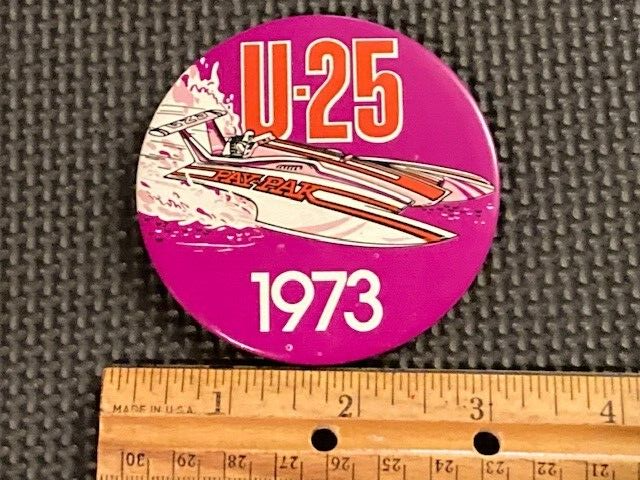 U-25
PAY 'N PAK
1973
MADE IN U.S.A.
1 2 3 4
30 29 28 27 26 25 24 23 22 21